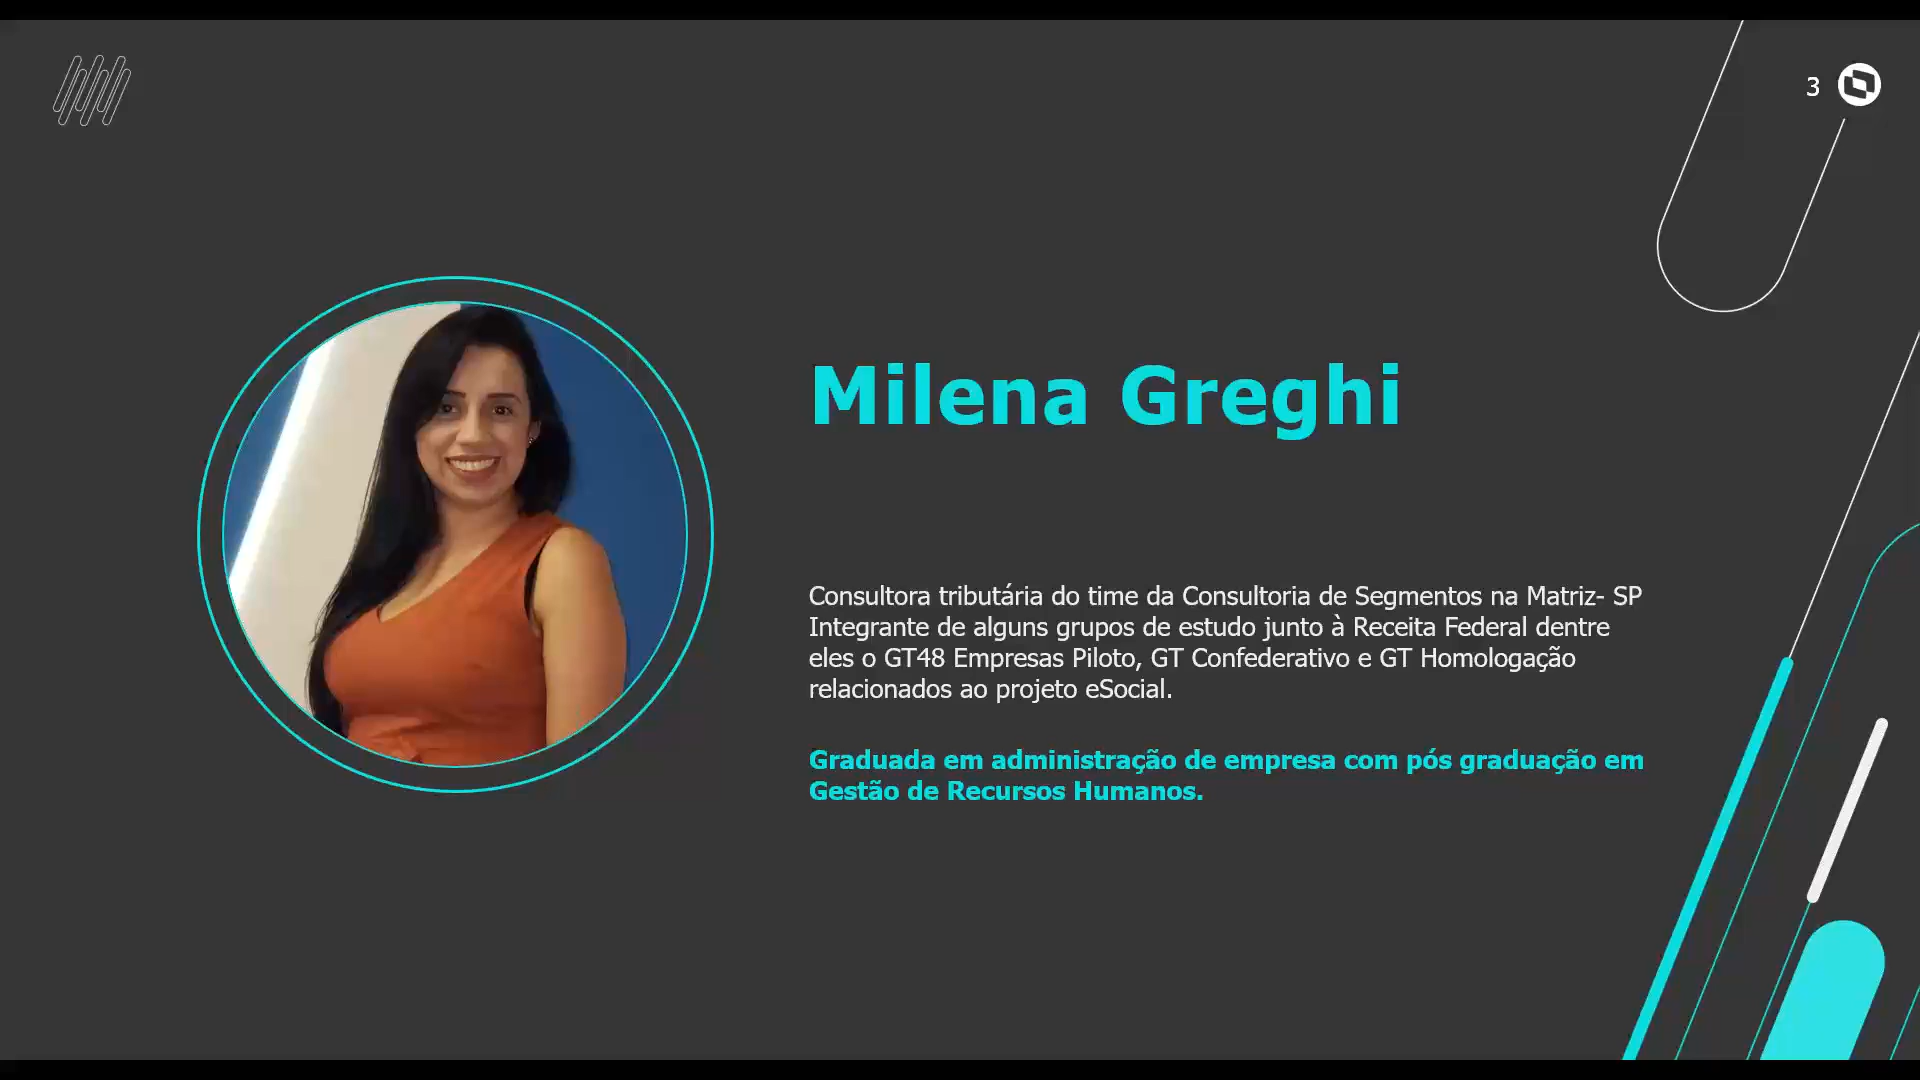 3
Milena Greghi
Consultora tributária do time da Consultoria de Segmentos na Matriz- SP
Integrante de alguns grupos de estudo junto à Receita Federal dentre
eles o GT48 Empresas Piloto, GT Confederativo e GT Homologação
relacionados ao projeto eSocial.
Graduada em administração de empresa com pós graduação em
Gestão de Recursos Humanos.